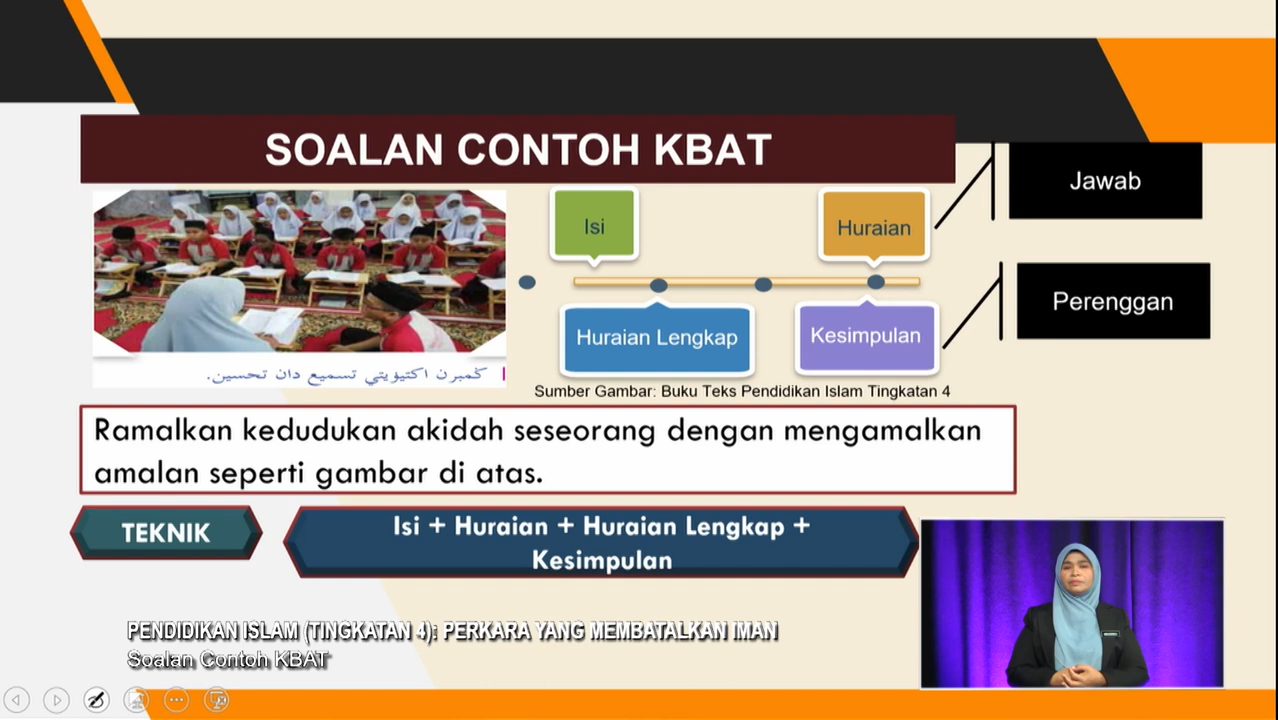 SOALAN CONTOH KBAT
Jawab
Isi
Huraian
Perenggan
Huraian Lengkap
Kesimpulan
ݢمبرن اکتيۏيتي تسميع دان تحسين.
Sumber Gambar: Buku Teks Pendidikan Islam Tingkatan 4
Ramalkan kedudukan akidah seseorang dengan mengamalkan
amalan seperti gambar di atas.
TEKNIK
Isi + Huraian + Huraian Lengkap +
Kesimpulan
PENDIDIKAN ISLAM (TINGKATAN 4): PERKARA YANG MEMBATALKAN IMAN
Soalan Contoh KBAT